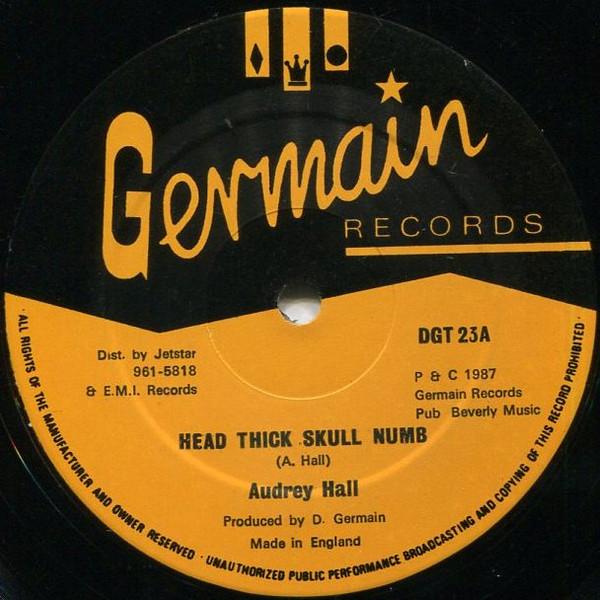 Germain
RECORDS
DGT 23A
Dist. by Jetstar
961-5818
& E.M.I. Records
P & C 1987
Germain Records
Pub Beverly Music
HEAD THICK SKULL NUMB
(A. Hall)
Audrey Hall
Produced by D. Germain
Made in England
· ALL RIGHTS OF THE MANUFACTURER AND OWNER RESERVED · UNAUTHORIZED PUBLIC PERFORMANCE BROADCASTING AND COPYING OF THIS RECORD PROHIBITED ·